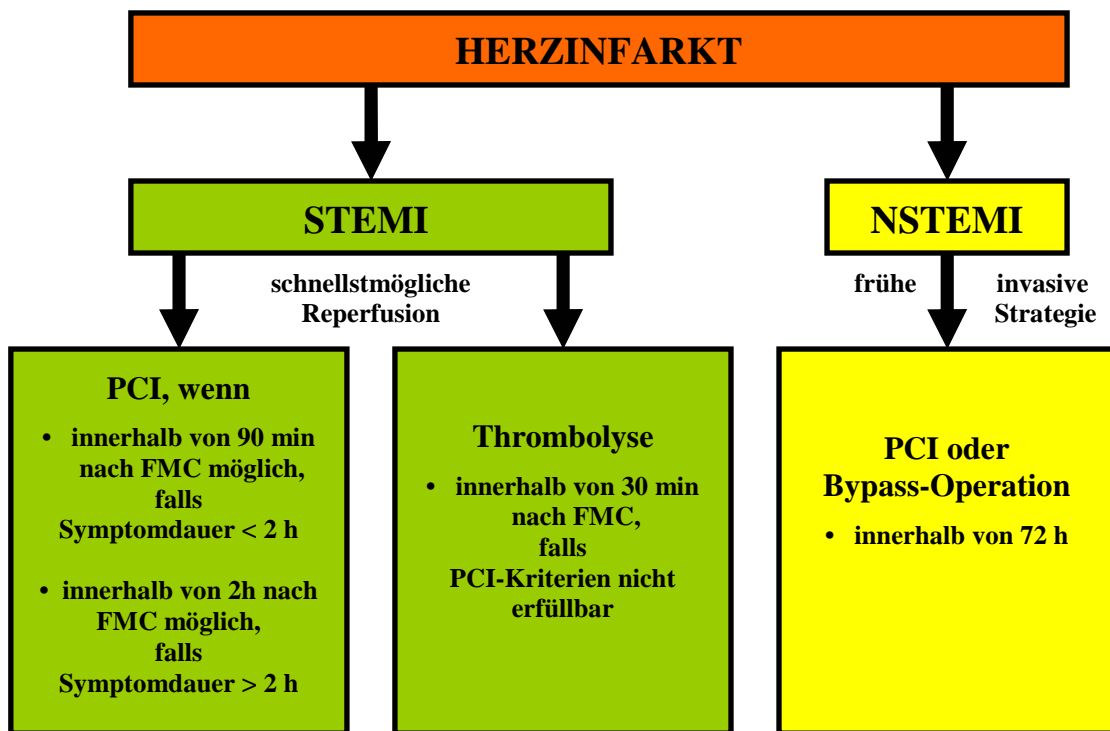 HERZINFARKT
STEMI
schnellstmögliche
Reperfusion
PCI, wenn
• innerhalb von 90 min
nach FMC möglich,
falls
Symptomdauer < 2 h
• innerhalb von 2h nach
FMC möglich,
falls
Symptomdauer > 2 h
Thrombolyse
• innerhalb von 30 min
nach FMC,
falls
PCI-Kriterien nicht
erfüllbar
NSTEMI
frühe invasive
Strategie
PCI oder
Bypass-Operation
• innerhalb von 72 h